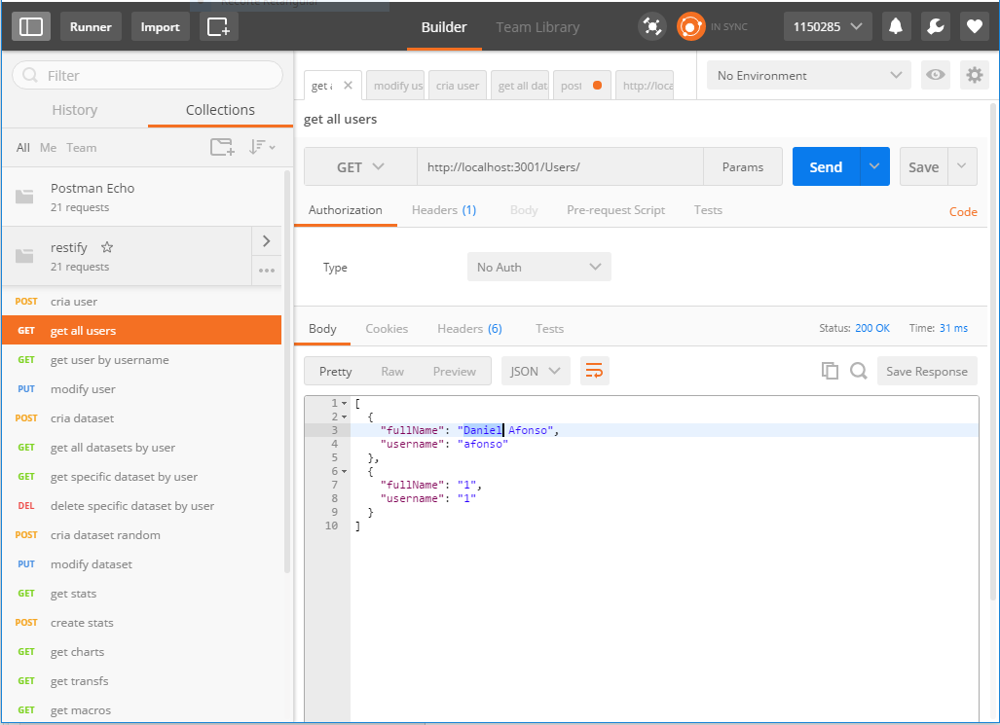 Recorte Retangular
Runner Import Builder Team Library IN SYNC 1150285
Filter
History Collections
All Me Team
Postman Echo
21 requests
restify
21 requests
POST cria user
GET get all users
GET get user by username
PUT modify user
POST cria dataset
GET get all datasets by user
GET get specific dataset by user
DEL delete specific dataset by user
POST cria dataset random
PUT modify dataset
GET get stats
POST create stats
GET get charts
GET get transfs
GET get macros
get a modify us cria user get all dat post http://loca No Environment
get all users
GET http://localhost:3001/Users/ Params Send Save
Authorization Headers (1) Body Pre-request Script Tests Code
Type No Auth
Body Cookies Headers (6) Tests Status: 200 OK Time: 31 ms
Pretty Raw Preview JSON Save Response
1 [
2 {
3 "fullName": "Daniel Afonso",
4 "username": "afonso"
5 },
6 {
7 "fullName": "1",
8 "username": "1"
9 }
10 ]